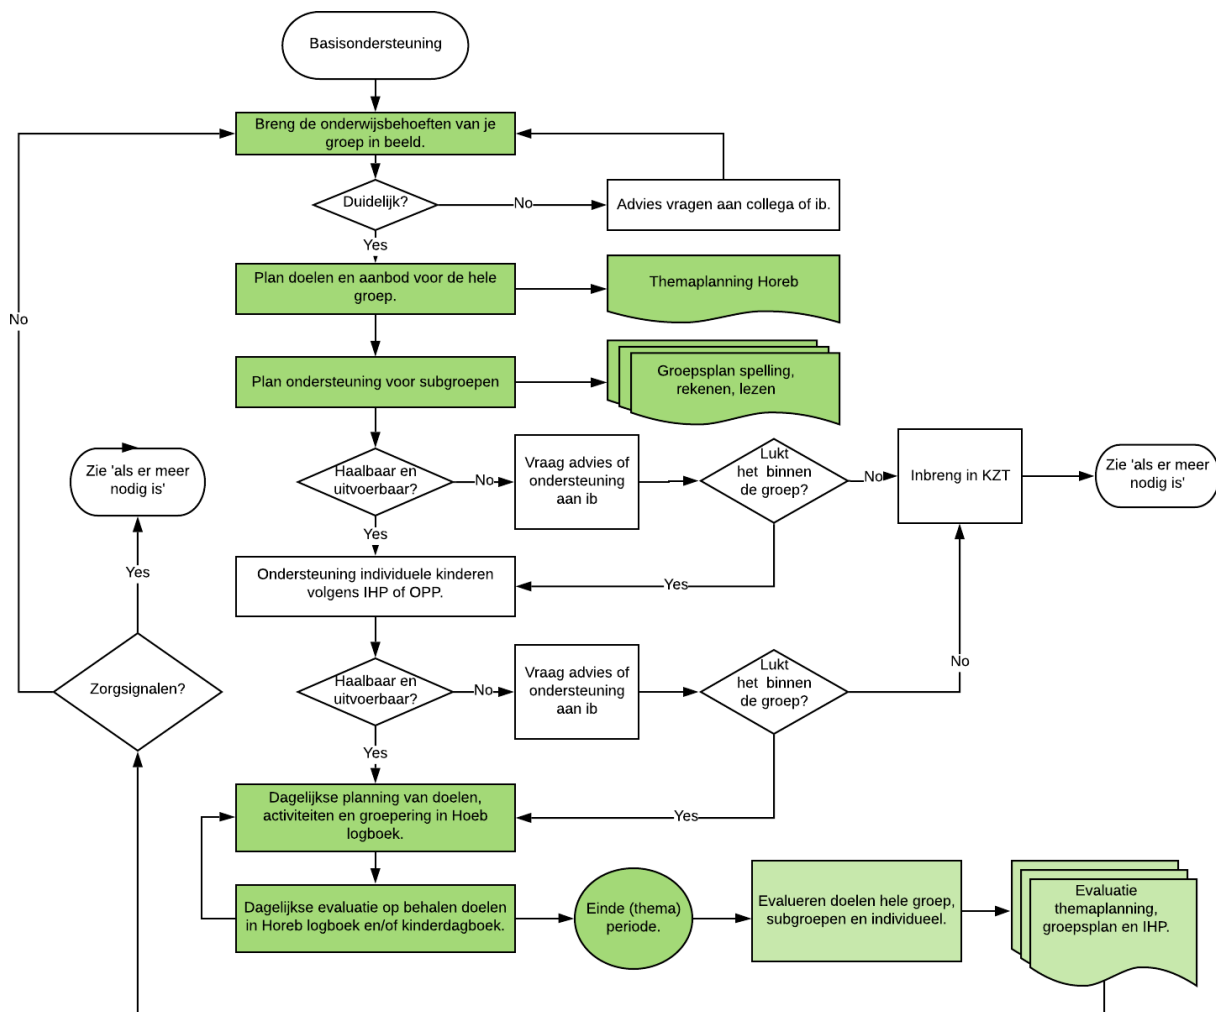 Basisondersteuning
Breng de onderwijsbehoeften van je
groep in beeld.
Duidelijk?
No
Advies vragen aan collega of ib.
Yes
Plan doelen en aanbod voor de hele
groep.
Themaplanning Horeb
No
Plan ondersteuning voor subgroepen
Groepsplan spelling,
rekenen, lezen
Zie 'als er meer
nodig is'
Haalbaar en
uitvoerbaar?
No
Vraag advies of
ondersteuning
aan ib
Lukt
het binnen
de groep?
No
Inbreng in KZT
Zie 'als er meer
nodig is'
Yes
Yes
Ondersteuning individuele kinderen
volgens IHP of OPP.
Yes
Zorgsignalen?
Haalbaar en
uitvoerbaar?
No
Vraag advies of
ondersteuning
aan ib
Lukt
het binnen
de groep?
No
Yes
Dagelijkse planning van doelen,
activiteiten en groepering in Hoeb
logboek.
Yes
Dagelijkse evaluatie op behalen doelen
in Horeb logboek en/of kinderdagboek.
Einde (thema)
periode.
Evalueren doelen hele groep,
subgroepen en individueel.
Evaluatie
themaplanning,
groepsplan en IHP.